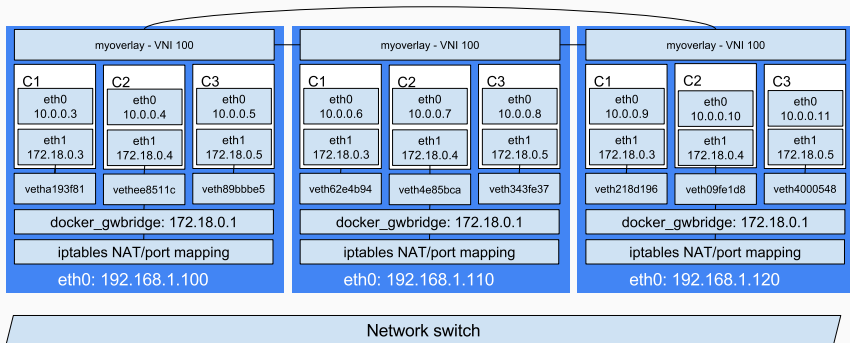 myoverlay - VNI 100
myoverlay - VNI 100
myoverlay - VNI 100
C1
C2
C3
C1
C2
C3
C1
C2
C3
eth0
10.0.0.3
eth0
10.0.0.4
eth0
10.0.0.5
eth0
10.0.0.6
eth0
10.0.0.7
eth0
10.0.0.8
eth0
10.0.0.9
eth0
10.0.0.10
eth0
10.0.0.11
eth1
172.18.0.3
eth1
172.18.0.4
eth1
172.18.0.5
eth1
172.18.0.3
eth1
172.18.0.4
eth1
172.18.0.5
eth1
172.18.0.3
eth1
172.18.0.4
eth1
172.18.0.5
vetha193f81
vethee8511c
veth89bbbe5
veth62e4b94
veth4e85bca
veth343fe37
veth218d196
veth09fe1d8
veth4000548
docker_gwbridge: 172.18.0.1
docker_gwbridge: 172.18.0.1
docker_gwbridge: 172.18.0.1
iptables NAT/port mapping
iptables NAT/port mapping
iptables NAT/port mapping
eth0: 192.168.1.100
eth0: 192.168.1.110
eth0: 192.168.1.120
Network switch